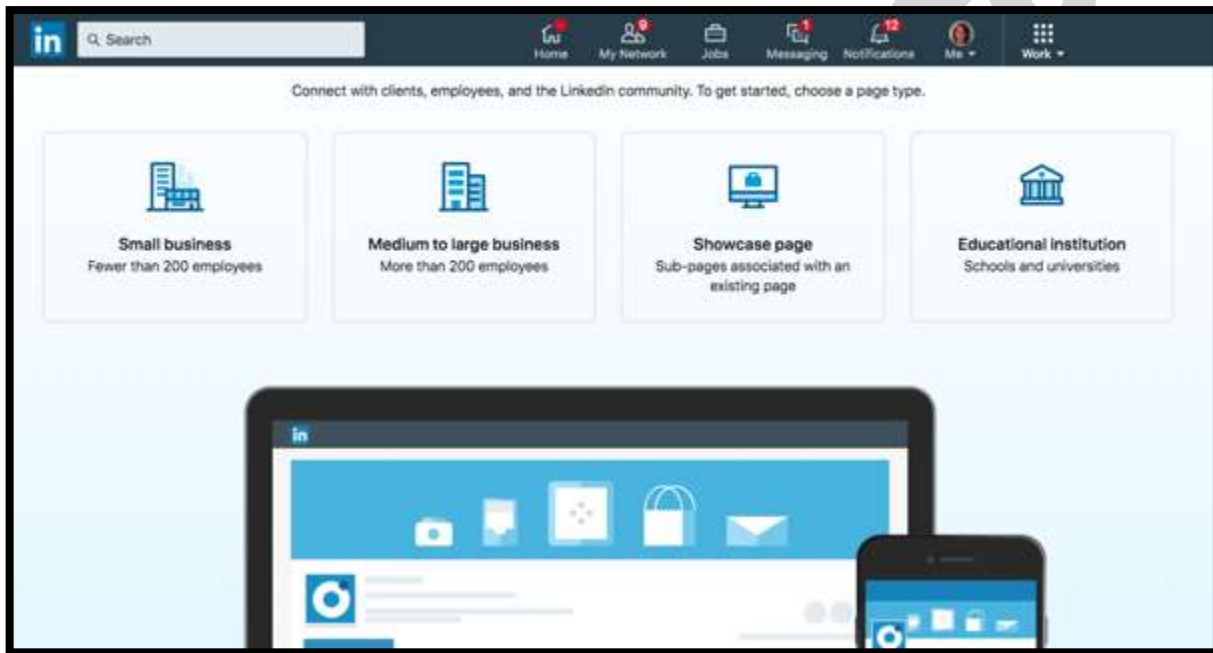 in
Search
9
1
12
Home
My Network
Jobs
Messaging
Notifications
Me
Work
Connect with clients, employees, and the LinkedIn community. To get started, choose a page type.
Small business
Fewer than 200 employees
Medium to large business
More than 200 employees
Showcase page
Sub-pages associated with an
existing page
Educational institution
Schools and universities
in